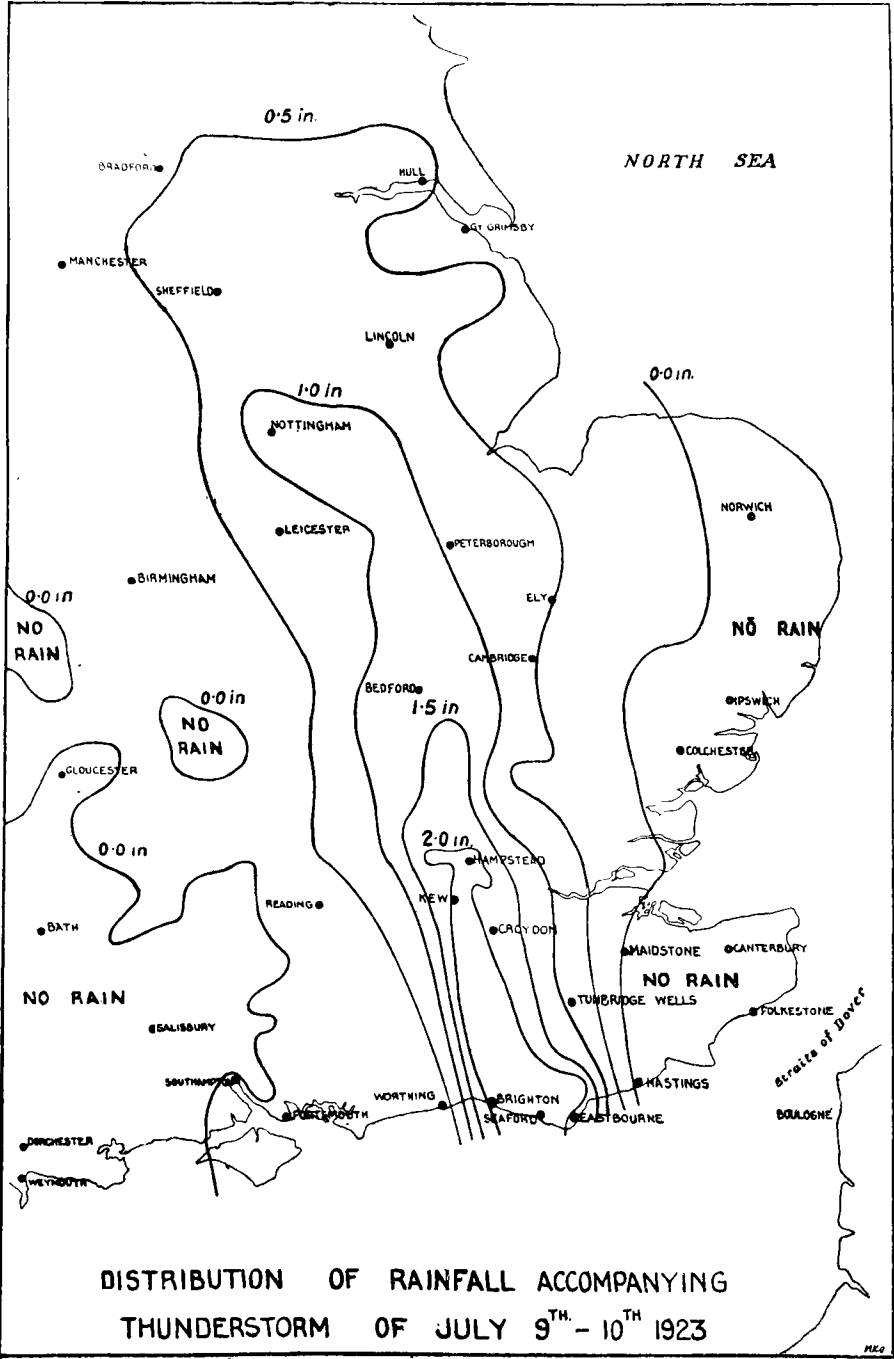 0·5 in.
BRADFORD
HULL
NORTH SEA
GT GRIMSBY
MANCHESTER
SHEFFIELD
LINCOLN
0·0 in.
1·0 in
NOTTINGHAM
NORWICH
LEICESTER
PETERBOROUGH
BIRMINGHAM
0·0 in
ELY
NO
RAIN
NO RAIN
CAMBRIDGE
BEDFORD
0·0 in
IPSWICH
1·5 in
NO
RAIN
COLCHESTER
GLOUCESTER
2·0 in.
0·0 in
HAMPSTEAD
KEW
READING
BATH
CROYDON
MAIDSTONE
CANTERBURY
NO RAIN
NO RAIN
TUNBRIDGE WELLS
FOLKESTONE
Straits of Dover
SALISBURY
SOUTHAMPTON
HASTINGS
WORTHING
BRIGHTON
PORTSMOUTH
SEAFORD
EASTBOURNE
BOULOGNE
DORCHESTER
WEYMOUTH
DISTRIBUTION OF RAINFALL ACCOMPANYING
THUNDERSTORM OF JULY 9TH. - 10TH 1923